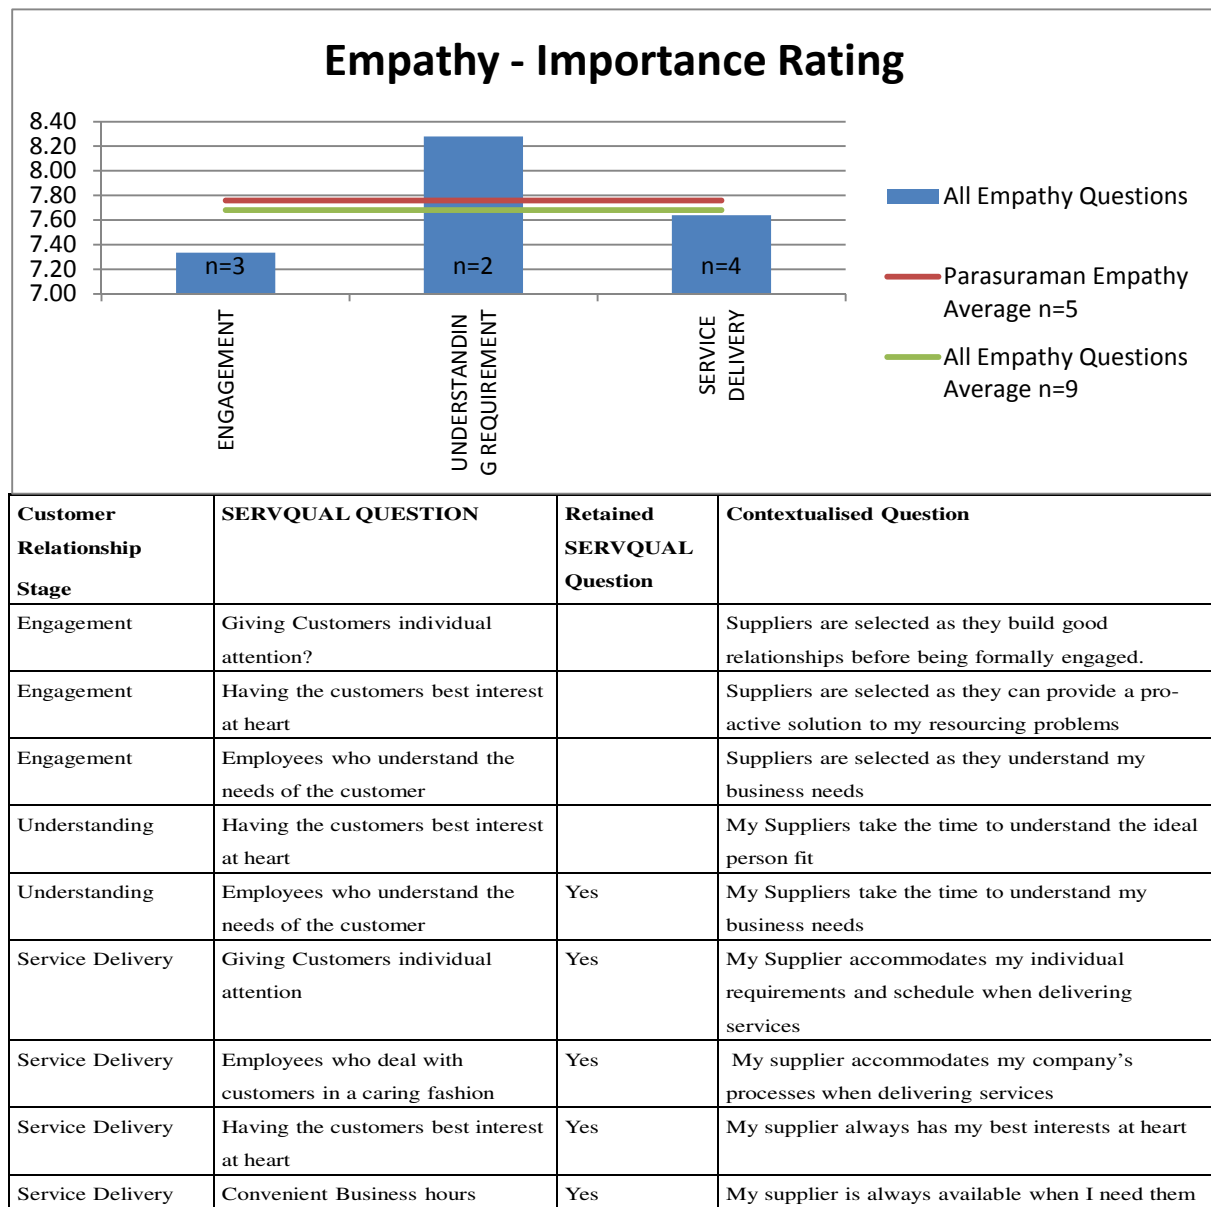 Empathy - Importance Rating
8.40
8.20
8.00
7.80
7.60
7.40
7.20
7.00
n=3
n=2
n=4
ENGAGEMENT
UNDERSTANDIN
G REQUIREMENT
SERVICE
DELIVERY
All Empathy Questions
Parasuraman Empathy
Average n=5
All Empathy Questions
Average n=9
Customer
Relationship
Stage
SERVQUAL QUESTION
Retained
SERVQUAL
Question
Contextualised Question
Engagement
Giving Customers individual
attention?
Suppliers are selected as they build good
relationships before being formally engaged.
Engagement
Having the customers best interest
at heart
Suppliers are selected as they can provide a pro-
active solution to my resourcing problems
Engagement
Employees who understand the
needs of the customer
Suppliers are selected as they understand my
business needs
Understanding
Having the customers best interest
at heart
My Suppliers take the time to understand the ideal
person fit
Understanding
Employees who understand the
needs of the customer
Yes
My Suppliers take the time to understand my
business needs
Service Delivery
Giving Customers individual
attention
Yes
My Supplier accommodates my individual
requirements and schedule when delivering
services
Service Delivery
Employees who deal with
customers in a caring fashion
Yes
My supplier accommodates my company's
processes when delivering services
Service Delivery
Having the customers best interest
at heart
Yes
My supplier always has my best interests at heart
Service Delivery
Convenient Business hours
Yes
My supplier is always available when I need them